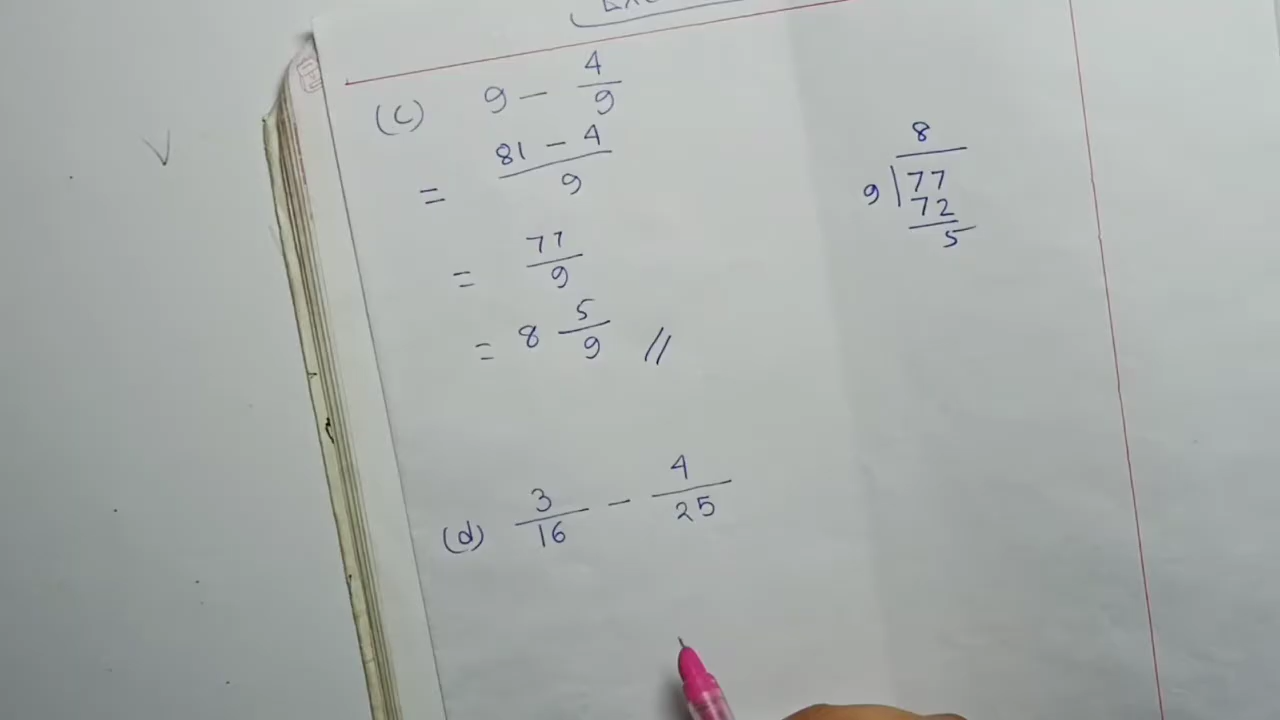 (c) 9 - 4/9
= 81 - 4 / 9
= 77/9
= 8 5/9 //
8
9 | 77
72
5
(d) 3/16 - 4/25